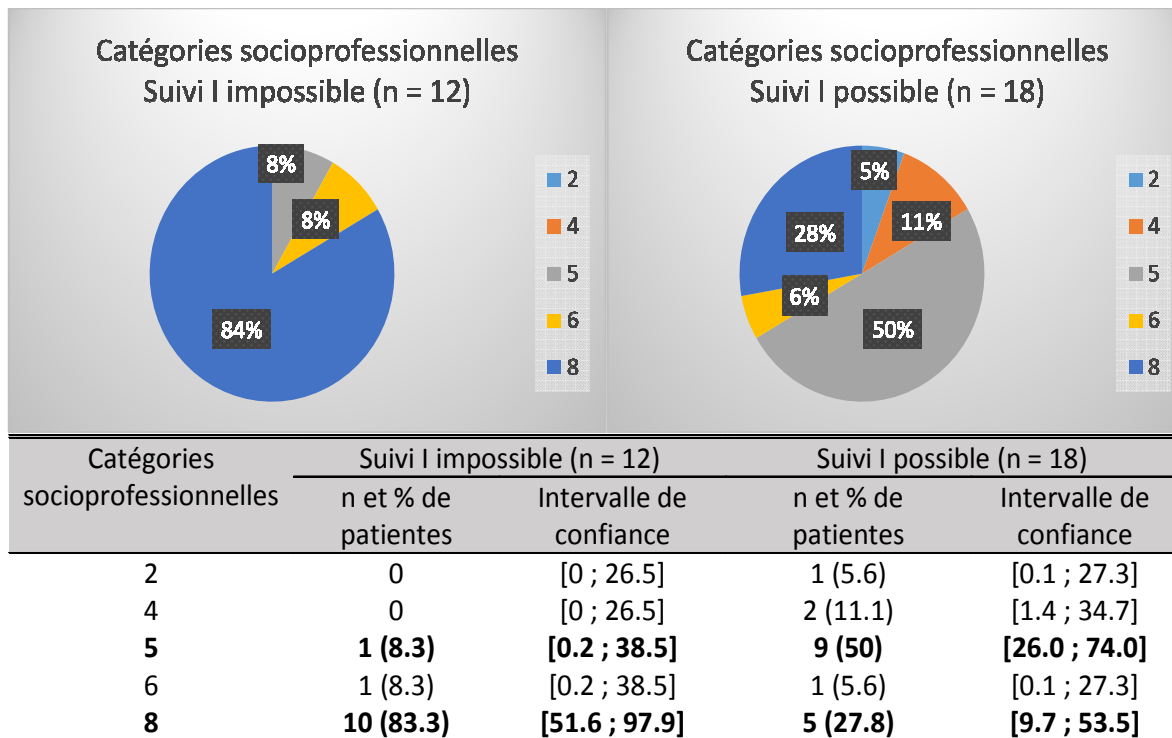 Catégories socioprofessionnelles
Suivi I impossible (n = 12)
8%
8%
84%
2
4
5
6
8
Catégories socioprofessionnelles
Suivi I possible (n = 18)
5%
11%
28%
6%
50%
2
4
5
6
8
Catégories socioprofessionnelles
Suivi I impossible (n = 12) Suivi I possible (n = 18)
n et % de patientes Intervalle de confiance n et % de patientes Intervalle de confiance
2 0 [0 ; 26.5] 1 (5.6) [0.1 ; 27.3]
4 0 [0 ; 26.5] 2 (11.1) [1.4 ; 34.7]
5 1 (8.3) [0.2 ; 38.5] 9 (50) [26.0 ; 74.0]
6 1 (8.3) [0.2 ; 38.5] 1 (5.6) [0.1 ; 27.3]
8 10 (83.3) [51.6 ; 97.9] 5 (27.8) [9.7 ; 53.5]